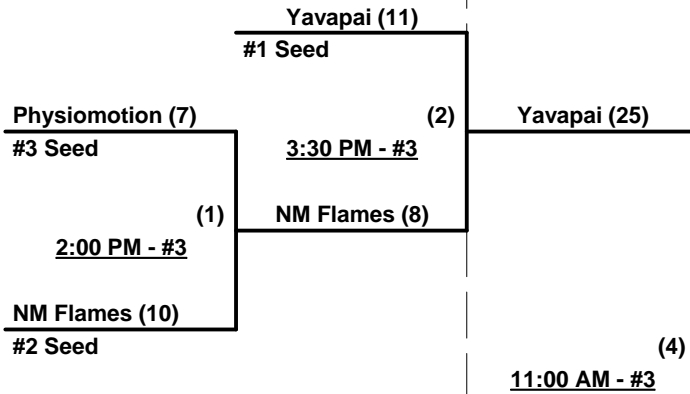 Yavapai (11)
#1 Seed
Physiomotion (7)
(2)
Yavapai (25)
#3 Seed
3:30 PM - #3
(1)
NM Flames (8)
2:00 PM - #3
NM Flames (10)
#2 Seed
(4)
11:00 AM - #3